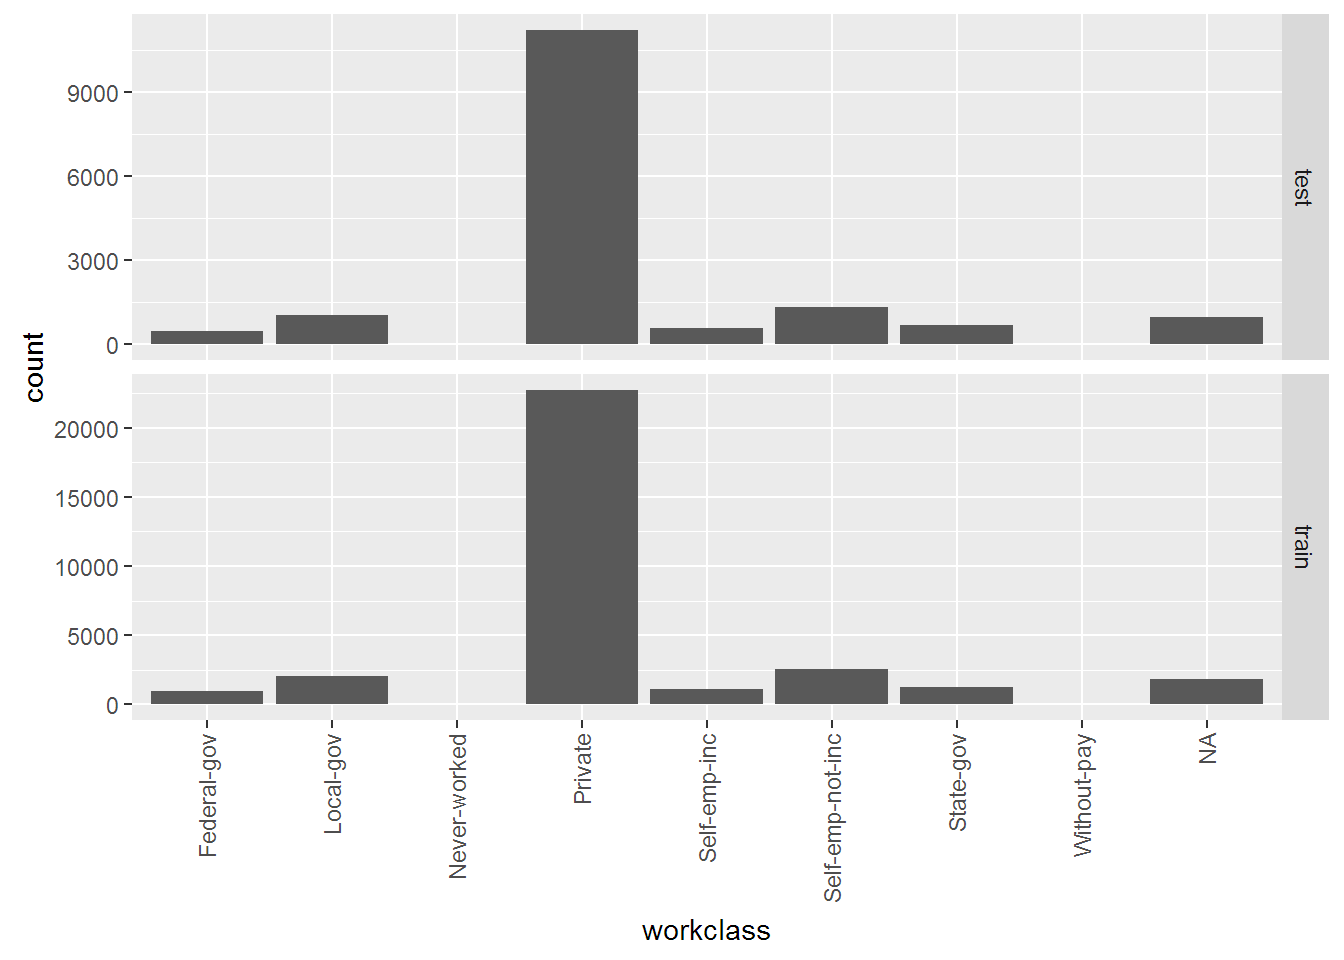 count
9000
6000
3000
0
test
20000
15000
10000
5000
0
train
Federal-gov
Local-gov
Never-worked
Private
Self-emp-inc
Self-emp-not-inc
State-gov
Without-pay
NA
workclass